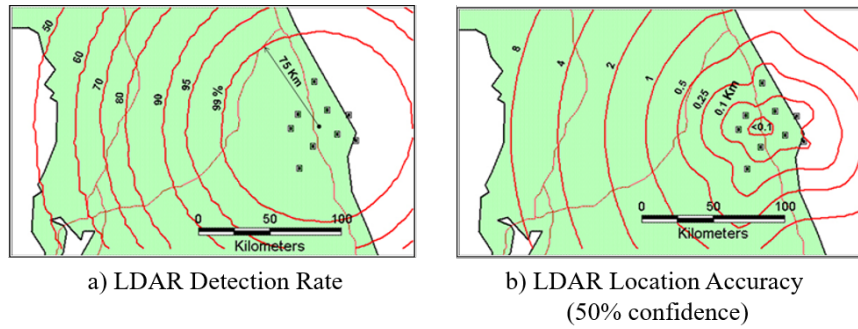 50
60
70
80
90
95
99 %
75 Km
0 50 100
Kilometers
a) LDAR Detection Rate
8
4
2
1
0.5
0.25
0.1 Km
<0.1
0 50 100
Kilometers
b) LDAR Location Accuracy
(50% confidence)